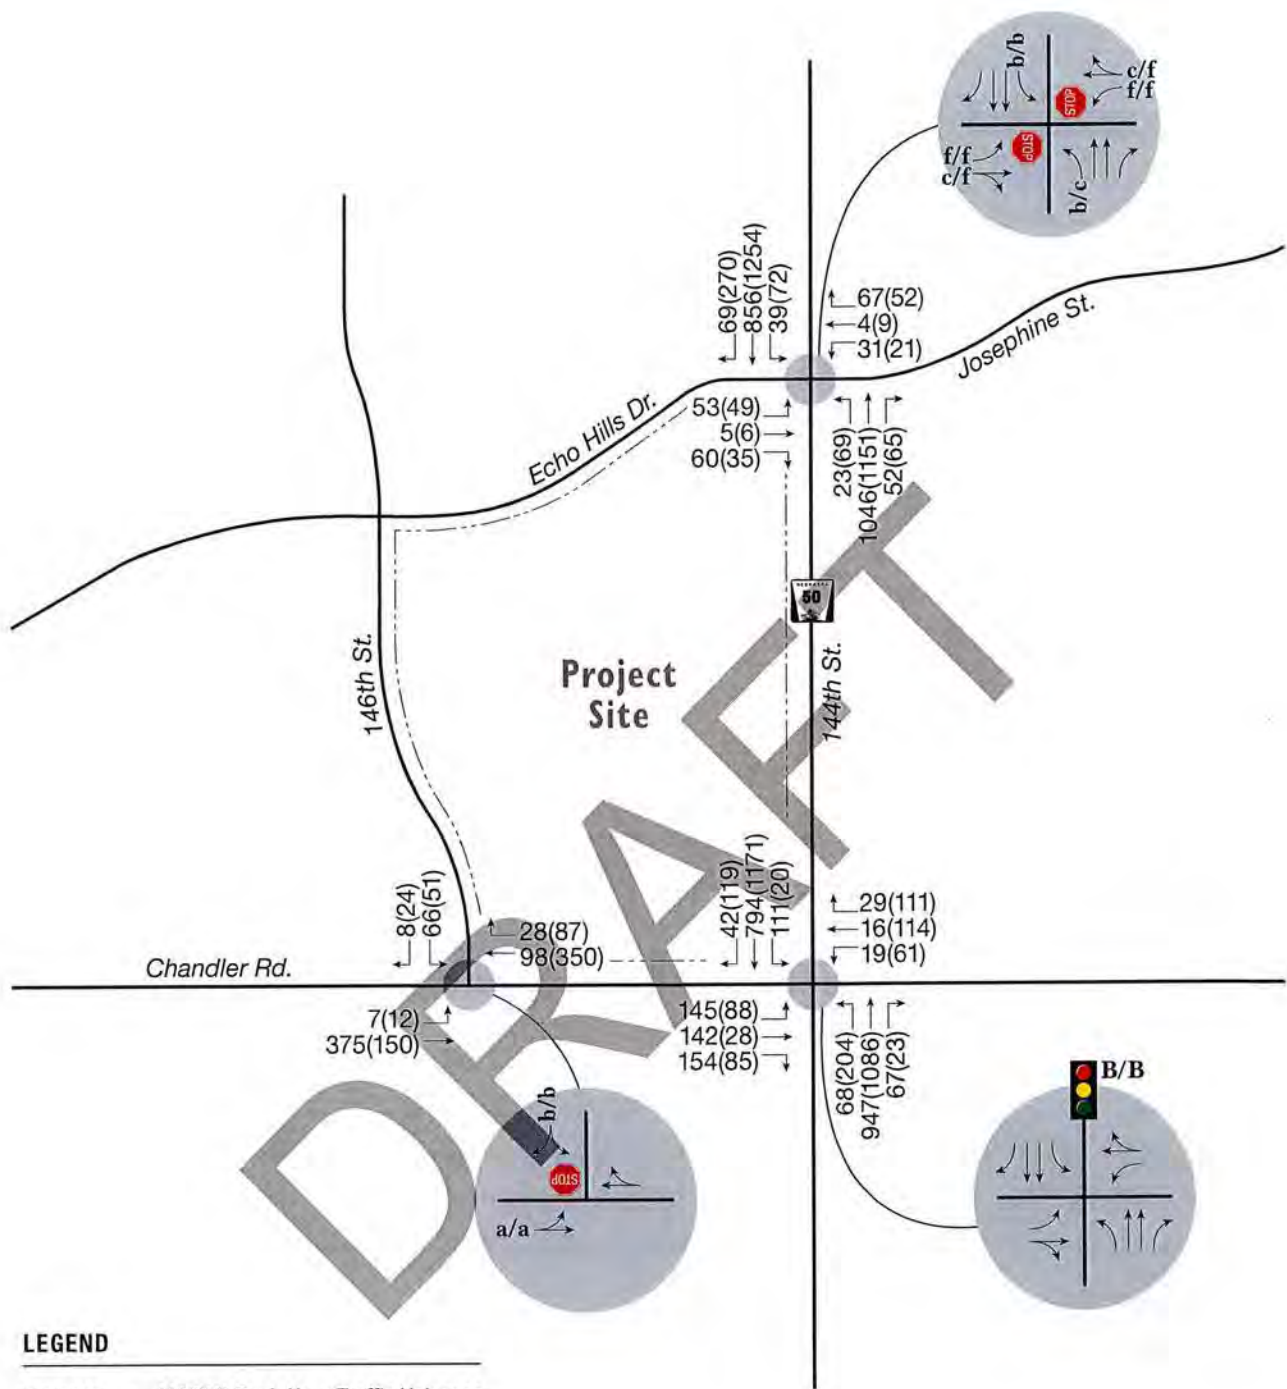 b/b
c/f
f/f
STOP
STOP
f/f
c/f
b/c
69(270)
856(1254)
39(72)
67(52)
4(9)
31(21)
Josephine St.
Echo Hills Dr.
53(49)
5(6)
60(35)
23(69)
1046(1151)
52(65)
NEBRASKA
50
146th St.
Project
Site
144th St.
DRAFT
8(24)
66(51)
28(87)
98(350)
42(119)
794(1171)
111(20)
29(111)
16(114)
19(61)
Chandler Rd.
7(12)
375(150)
145(88)
142(28)
154(85)
68(204)
947(1086)
67(23)
B/B
b/b
STOP
a/a
LEGEND